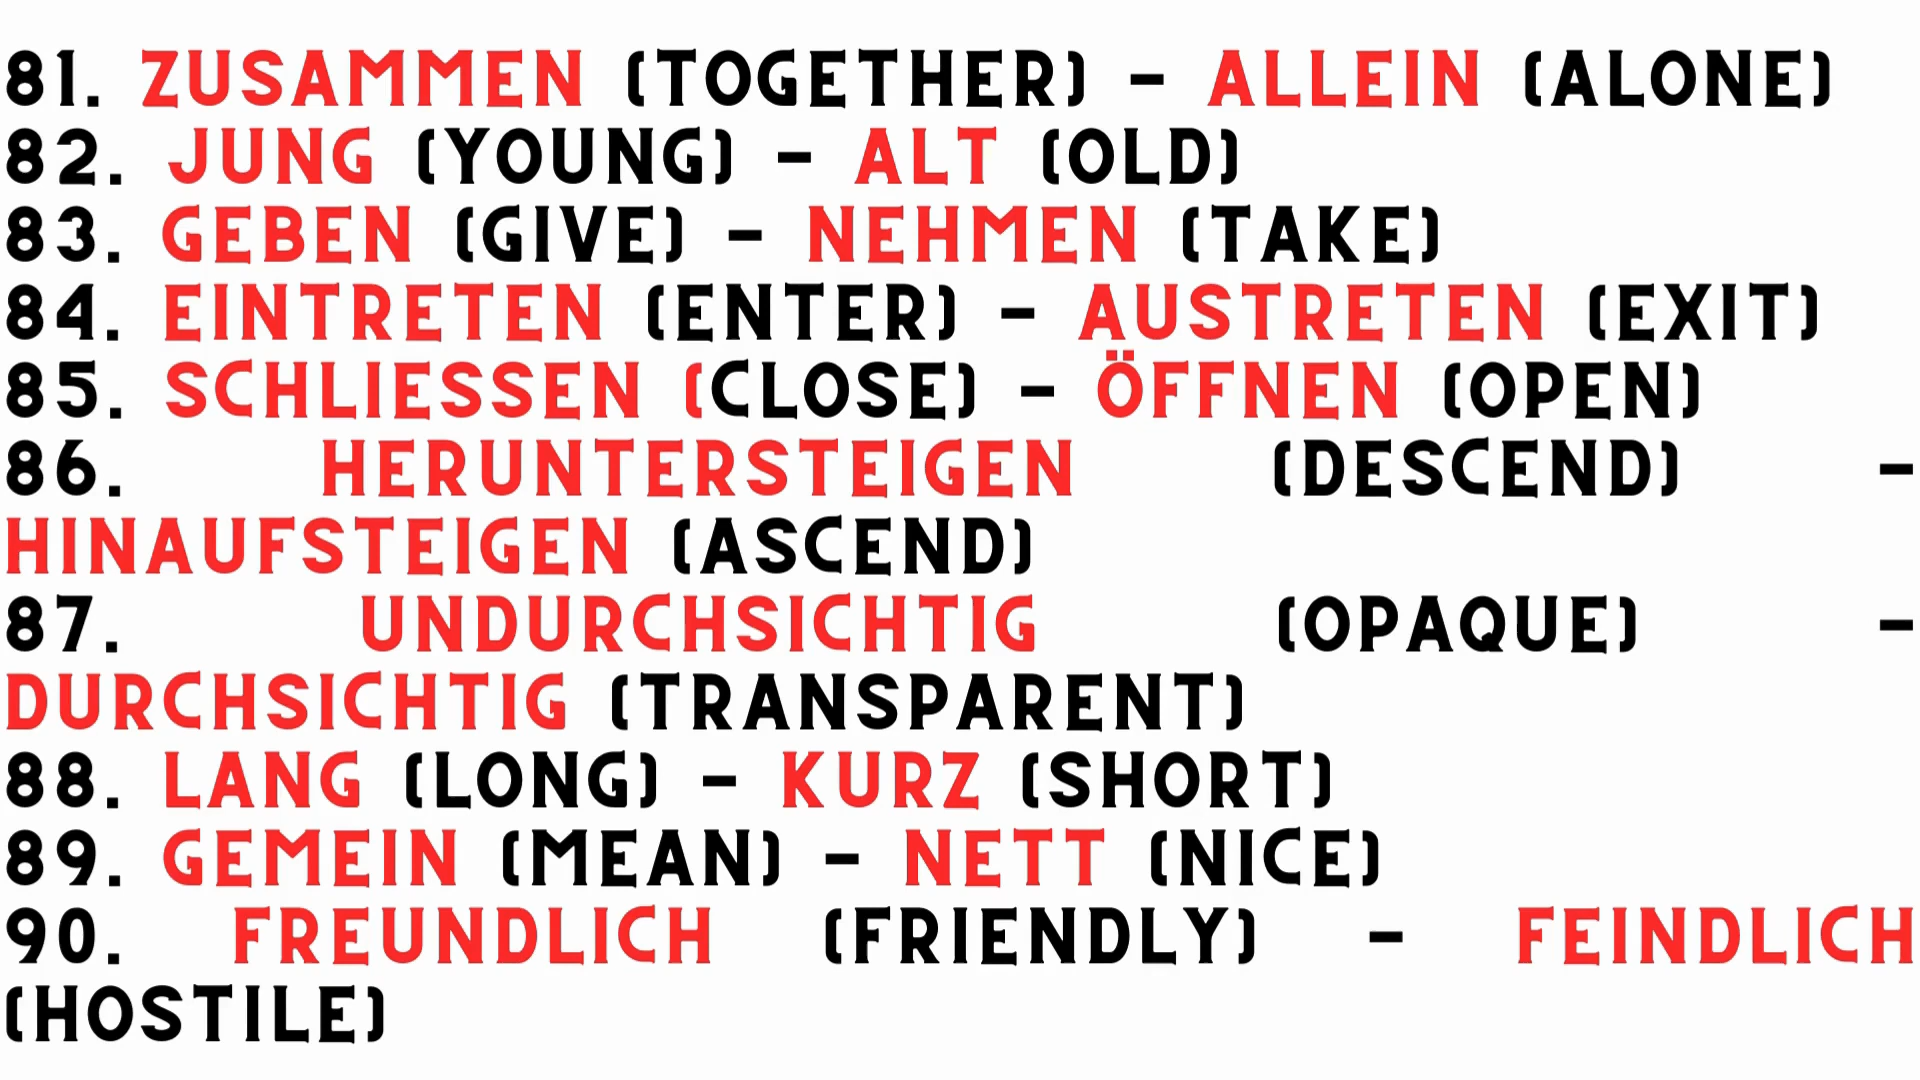 81. ZUSAMMEN (TOGETHER) – ALLEIN (ALONE)
82. JUNG (YOUNG) – ALT (OLD)
83. GEBEN (GIVE) – NEHMEN (TAKE)
84. EINTRETEN (ENTER) – AUSTRETEN (EXIT)
85. SCHLIESSEN (CLOSE) – ÖFFNEN (OPEN)
86. HERUNTERSTEIGEN (DESCEND) –
HINAUFSTEIGEN (ASCEND)
87. UNDURCHSICHTIG (OPAQUE) –
DURCHSICHTIG (TRANSPARENT)
88. LANG (LONG) – KURZ (SHORT)
89. GEMEIN (MEAN) – NETT (NICE)
90. FREUNDLICH (FRIENDLY) – FEINDLICH
(HOSTILE)